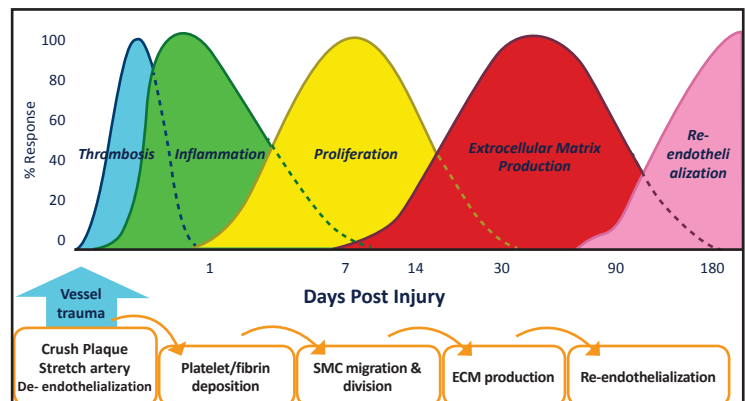 100
80
60
40
20
0
% Response
Thrombosis
Inflammation
Proliferation
Extrocellular Matrix
Production
Re-
endotheli
alization
1
7
14
30
90
180
Days Post Injury
Vessel
trauma
Crush Plaque
Stretch artery
De- endothelialization
Platelet/fibrin
deposition
SMC migration &
division
ECM production
Re-endothelialization